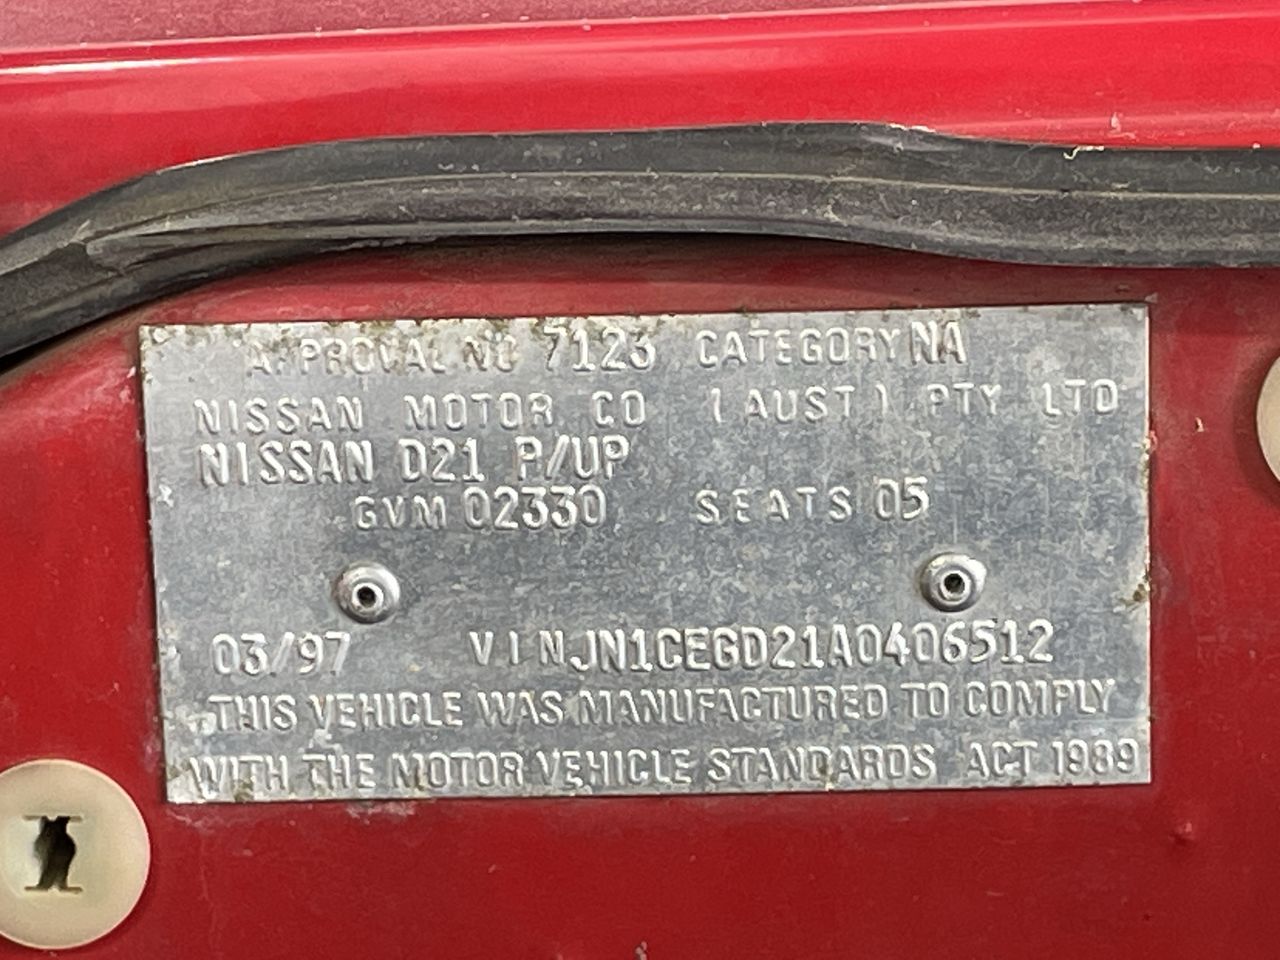 APPROVAL NO 7123 CATEGORY NA
NISSAN MOTOR CO (AUST) PTY LTD
NISSAN D21 P/UP
GVM 02330 SEATS 05
03/97 VIN JN1CEGD21A0406512
THIS VEHICLE WAS MANUFACTURED TO COMPLY
WITH THE MOTOR VEHICLE STANDARDS ACT 1989